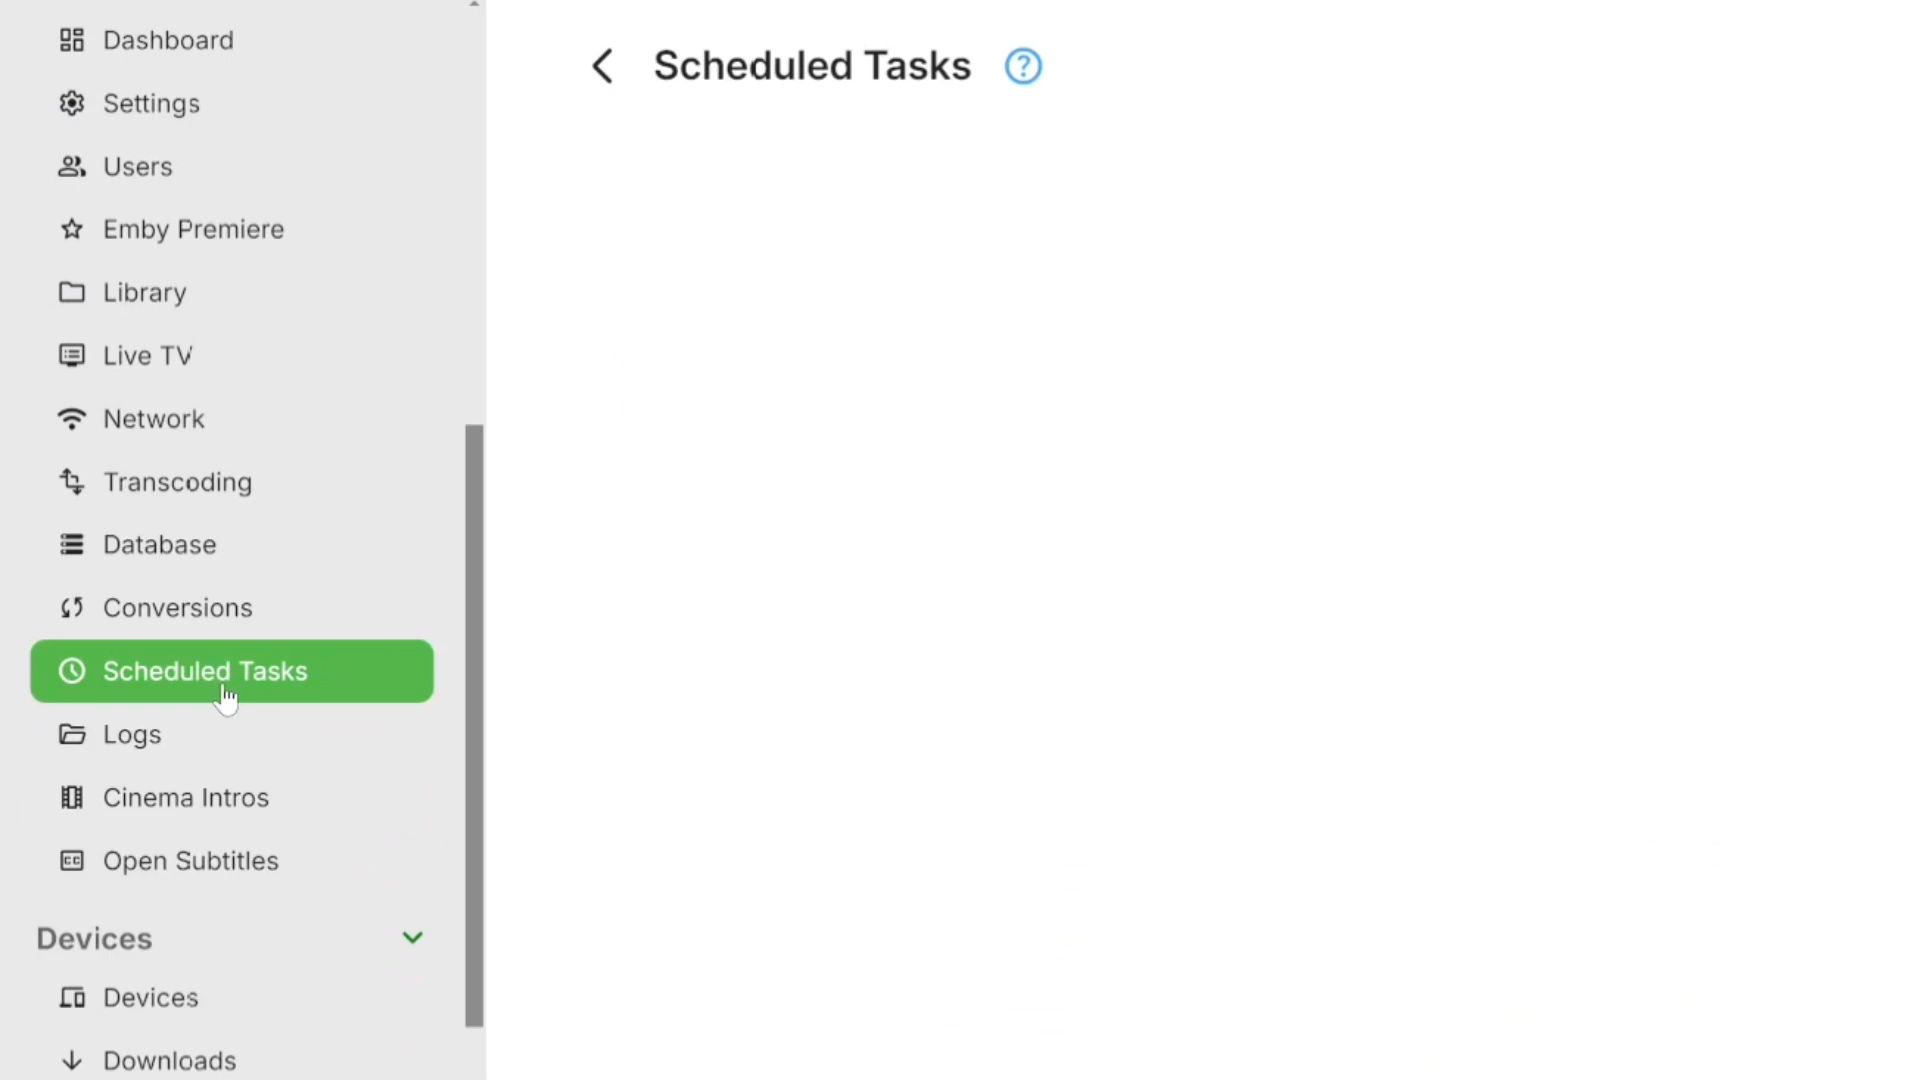 Dashboard
Settings
Users
Emby Premiere
Library
Live TV
Network
Transcoding
Database
Conversions
Scheduled Tasks
Logs
Cinema Intros
Open Subtitles
Devices
Devices
Downloads
Scheduled Tasks